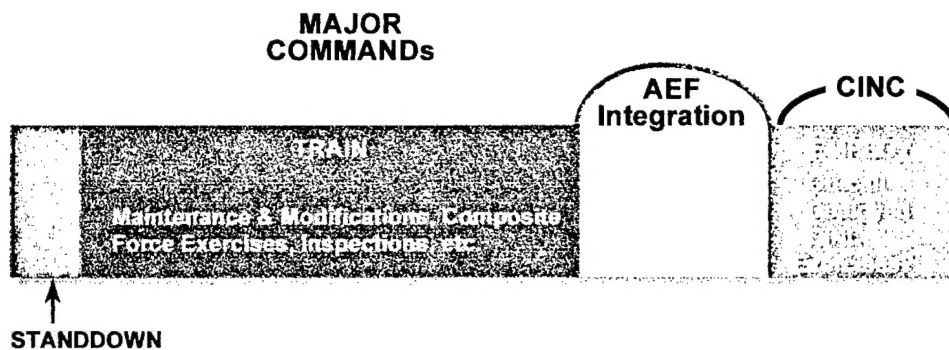 MAJOR
COMMANDs
AEF
Integration
CINC
TRAIN
Maintenance & Modifications, Composite
Force Exercises, Inspections, etc
STANDDOWN